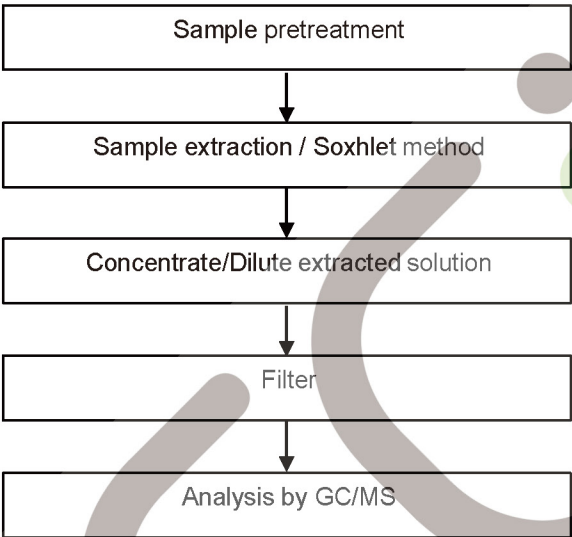 Sample pretreatment
Sample extraction / Soxhlet method
Concentrate/Dilute extracted solution
Filter
Analysis by GC/MS